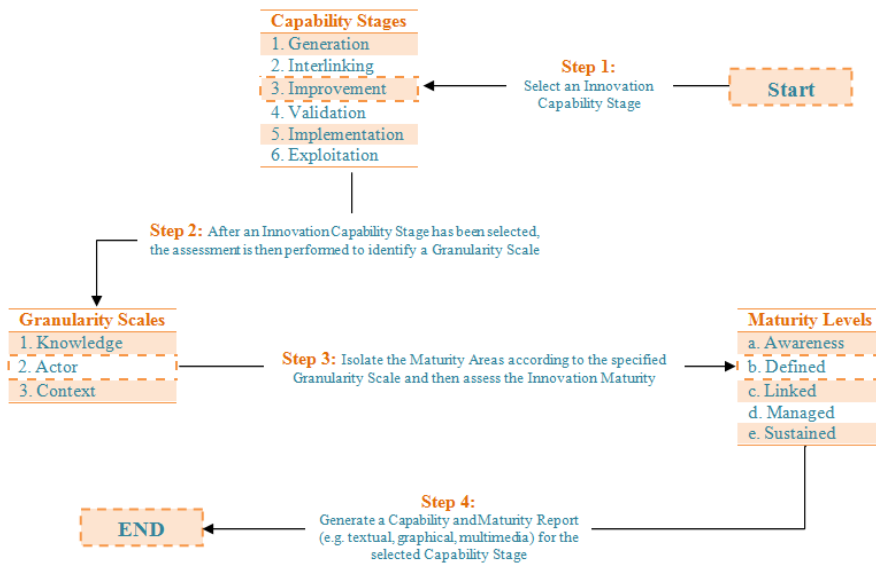 Capability Stages
1. Generation
2. Interlinking
3. Improvement
4. Validation
5. Implementation
6. Exploitation
Step 1:
Select an Innovation
Capability Stage
Start
Step 2: After an Innovation Capability Stage has been selected,
the assessment is then performed to identify a Granularity Scale
Granularity Scales
1. Knowledge
2. Actor
3. Context
Step 3: Isolate the Maturity Areas according to the specified
Granularity Scale and then assess the Innovation Maturity
Maturity Levels
a. Awareness
b. Defined
c. Linked
d. Managed
e. Sustained
Step 4:
Generate a Capability and Maturity Report
(e.g. textual, graphical, multimedia) for the
selected Capability Stage
END